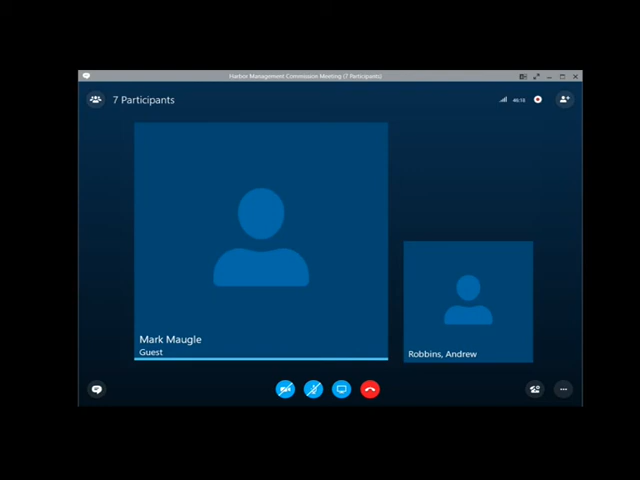 Harbor Management Commission Meeting (7 Participants)
7 Participants
46:18
Mark Maugle
Guest
Robbins, Andrew